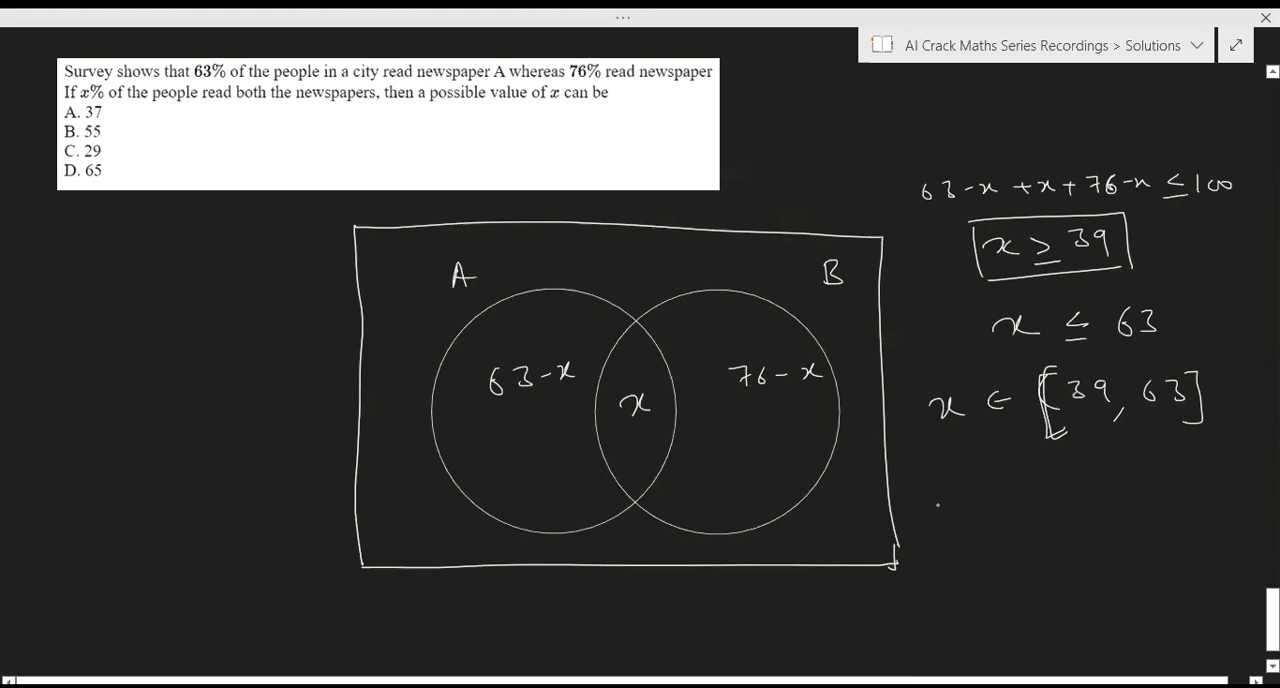 AI Crack Maths Series Recordings > Solutions
Survey shows that 63% of the people in a city read newspaper A whereas 76% read newspaper
If x% of the people read both the newspapers, then a possible value of x can be
A. 37
B. 55
C. 29
D. 65
63-x + x + 76-x ≤ 100
x ≥ 39
x ≤ 63
x ∈ [39, 63]
A
B
63-x
x
76-x